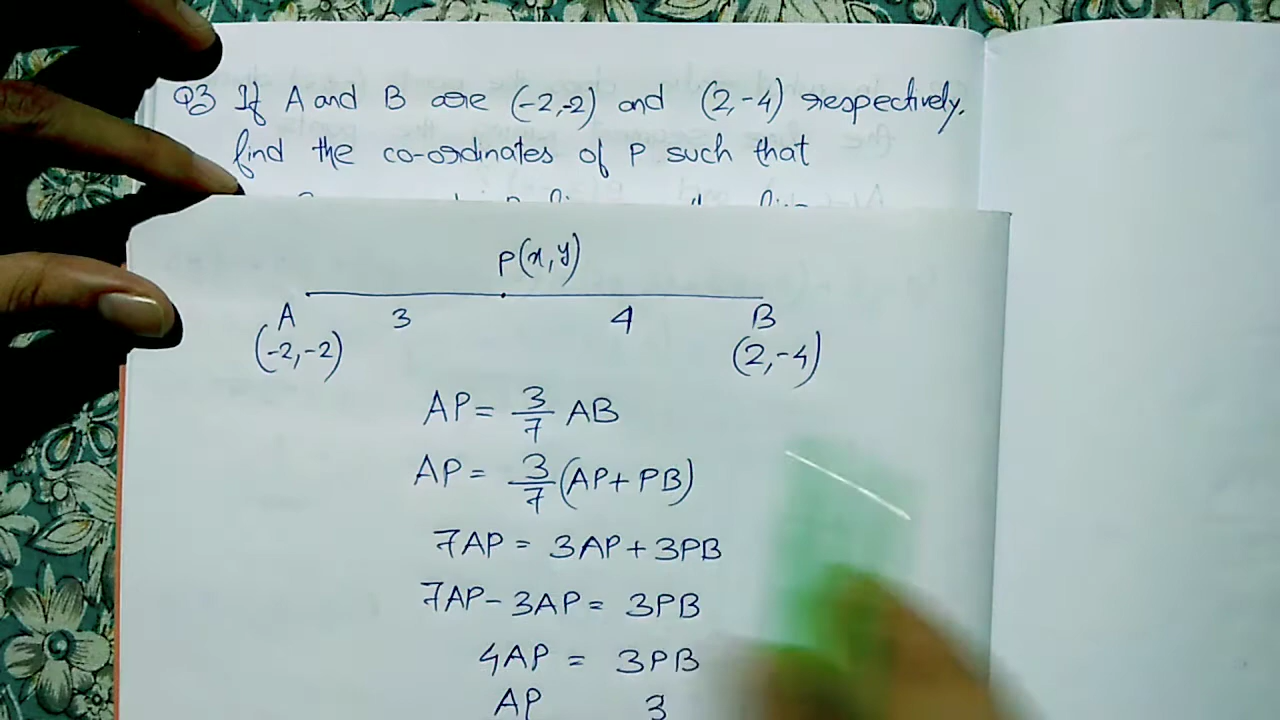 Q3 If A and B are (-2,-2) and (2,-4) respectively.
find the co-ordinates of P such that
P(x,y)
A 3 4 B
(-2,-2) (2,-4)
AP = 3/7 AB
AP = 3/7 (AP + PB)
7AP = 3AP + 3PB
7AP - 3AP = 3PB
4AP = 3PB
AP 3